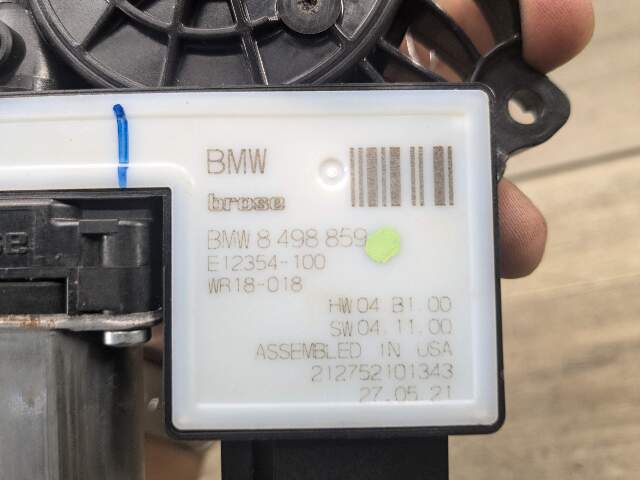 BMW
brose
BMW 8 498 859
E12354-100
WR18-018
HW 04 B1.00
SW 04.11.00
ASSEMBLED IN USA
212752101343
27.05.21